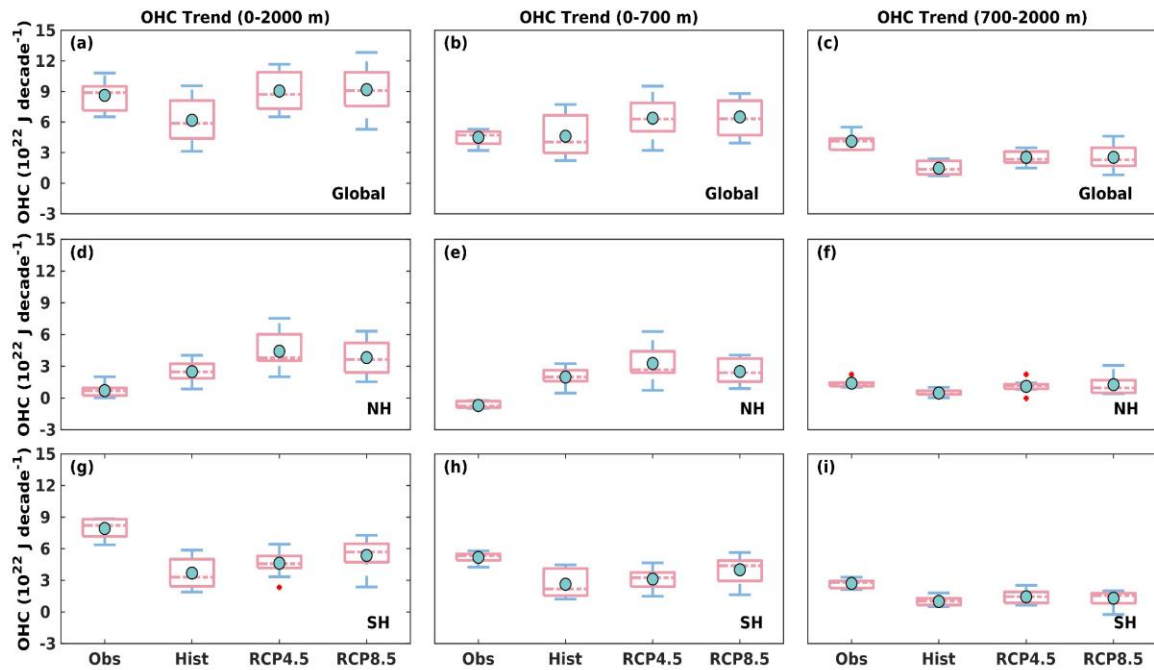 OHC Trend (0-2000 m) OHC Trend (0-700 m) OHC Trend (700-2000 m)
OHC (10²² J decade⁻¹)
15
12
9
6
3
0
-3
(a) (b) (c)
Global Global Global
OHC (10²² J decade⁻¹)
15
12
9
6
3
0
-3
(d) (e) (f)
NH NH NH
OHC (10²² J decade⁻¹)
15
12
9
6
3
0
-3
(g) (h) (i)
SH SH SH
Obs Hist RCP4.5 RCP8.5 Obs Hist RCP4.5 RCP8.5 Obs Hist RCP4.5 RCP8.5